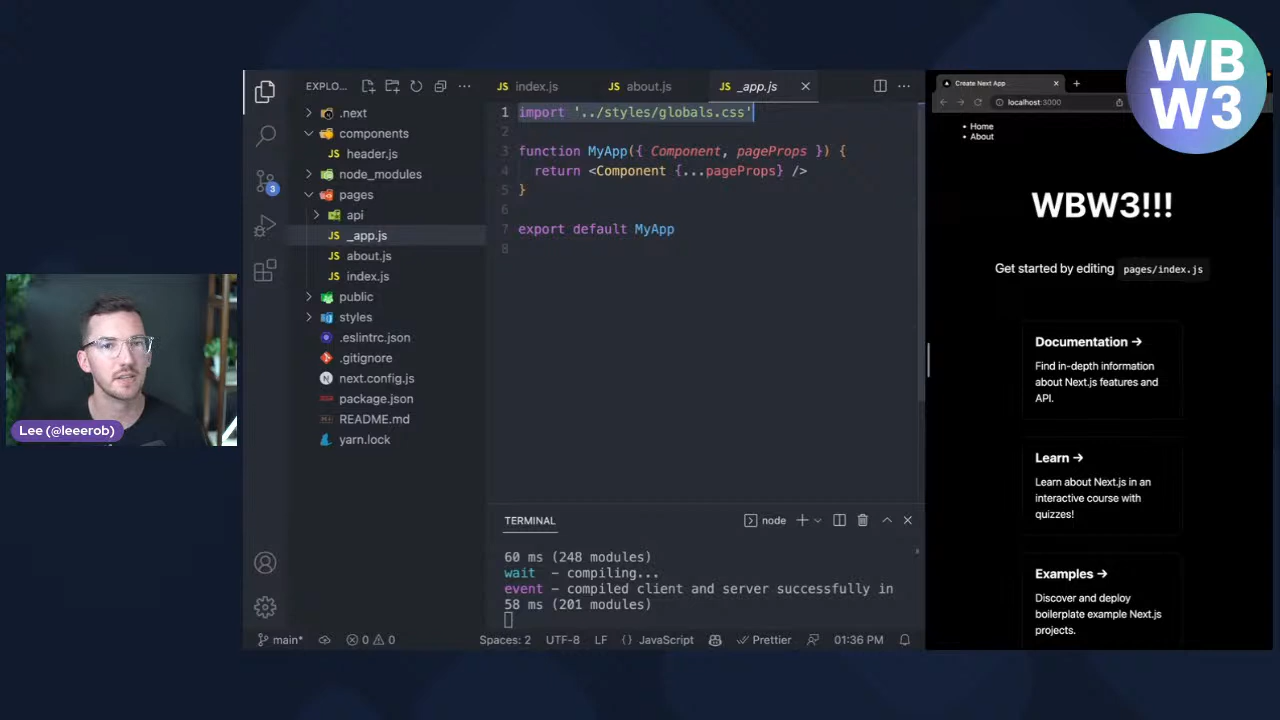 WB
W3
EXPLO...
.next
components
header.js
node_modules
pages
api
_app.js
about.js
index.js
public
styles
.eslintrc.json
.gitignore
next.config.js
package.json
README.md
yarn.lock
3
JS index.js
JS about.js
JS _app.js
1 import '../styles/globals.css'
2
3 function MyApp({ Component, pageProps }) {
4 return <Component {...pageProps} />
5 }
6
7 export default MyApp
8
TERMINAL
node
60 ms (248 modules)
wait - compiling...
event - compiled client and server successfully in
58 ms (201 modules)
main* 0 0 Spaces: 2 UTF-8 LF {} JavaScript Prettier 01:36 PM
Create Next App
localhost:3000
Home
About
WBW3!!!
Get started by editing pages/index.js
Documentation →
Find in-depth information
about Next.js features and
API.
Learn →
Learn about Next.js in an
interactive course with
quizzes!
Examples →
Discover and deploy
boilerplate example Next.js
projects.
Lee (@leeerob)